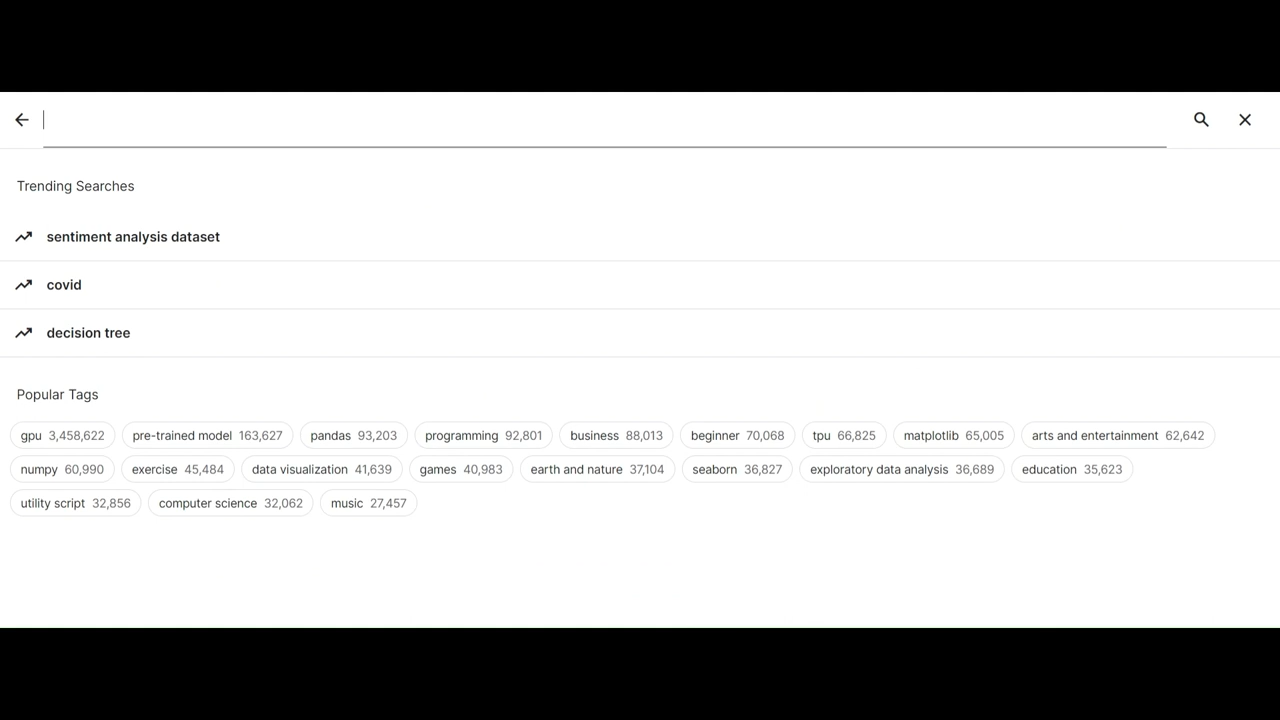 Trending Searches
sentiment analysis dataset
covid
decision tree
Popular Tags
gpu 3,458,622 pre-trained model 163,627 pandas 93,203 programming 92,801 business 88,013 beginner 70,068 tpu 66,825 matplotlib 65,005 arts and entertainment 62,642
numpy 60,990 exercise 45,484 data visualization 41,639 games 40,983 earth and nature 37,104 seaborn 36,827 exploratory data analysis 36,689 education 35,623
utility script 32,856 computer science 32,062 music 27,457